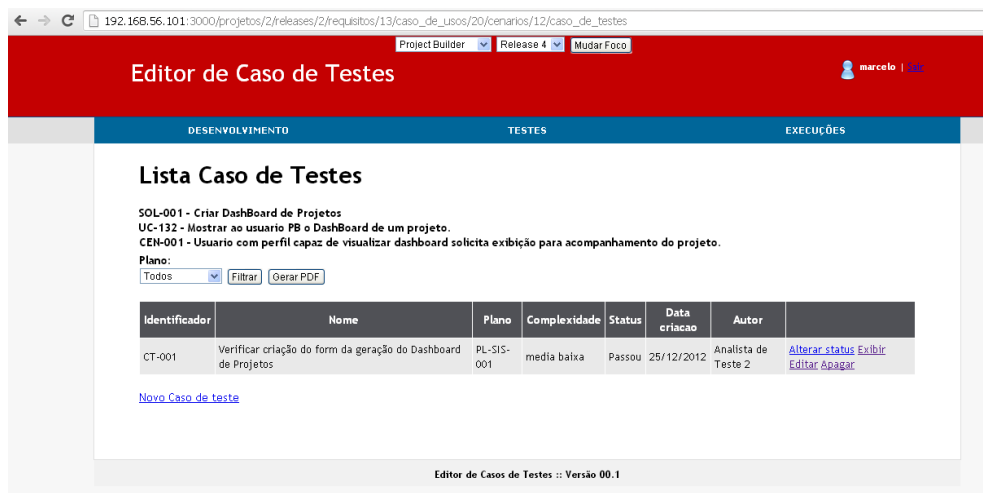 192.168.56.101:3000/projetos/2/releases/2/requisitos/13/caso_de_usos/20/cenarios/12/caso_de_testes
Project Builder Release 4 Mudar Foco
Editor de Caso de Testes
marcelo |
DESENVOLVIMENTO TESTES EXECUÇÕES
Lista Caso de Testes
SOL-001 - Criar DashBoard de Projetos
UC-132 - Mostrar ao usuario PB o DashBoard de um projeto.
CEN-001 - Usuario com perfil capaz de visualizar dashboard solicita exibição para acompanhamento do projeto.
Plano:
Todos Filtrar Gerar PDF
Identificador Nome Plano Complexidade Status Data criacao Autor
CT-001 Verificar criação do form da geração do Dashboard de Projetos PL-SIS-001 media baixa Passou 25/12/2012 Analista de Teste 2 Alterar status Exibir Editar Apagar
Novo Caso de teste
Editor de Casos de Testes :: Versão 00.1